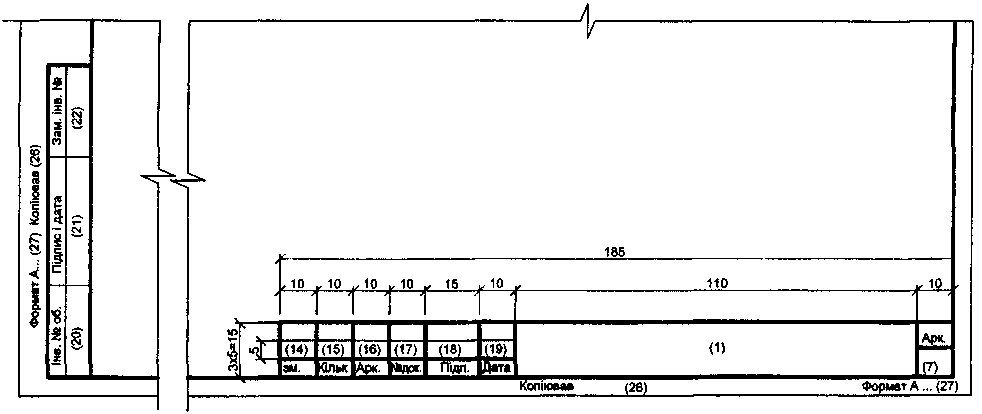 Формат А... (27) Копіював (26)
Зам. інв. №
(22)
Підпис і дата
(21)
Інв. № об.
(20)
185
10 10 10 10 15 10 110 10
3x5=15
5
(14) (15) (16) (17) (18) (19) (1) Арк.
зм. Кільк Арк. №док. Підп. Дата (7)
Копіював (26) Формат А ... (27)